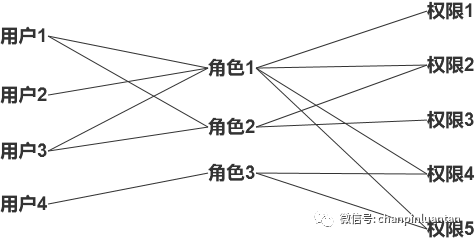 用户1
用户2
用户3
用户4
角色1
角色2
角色3
权限1
权限2
权限3
权限4
权限5
微信号: chanpinluantan